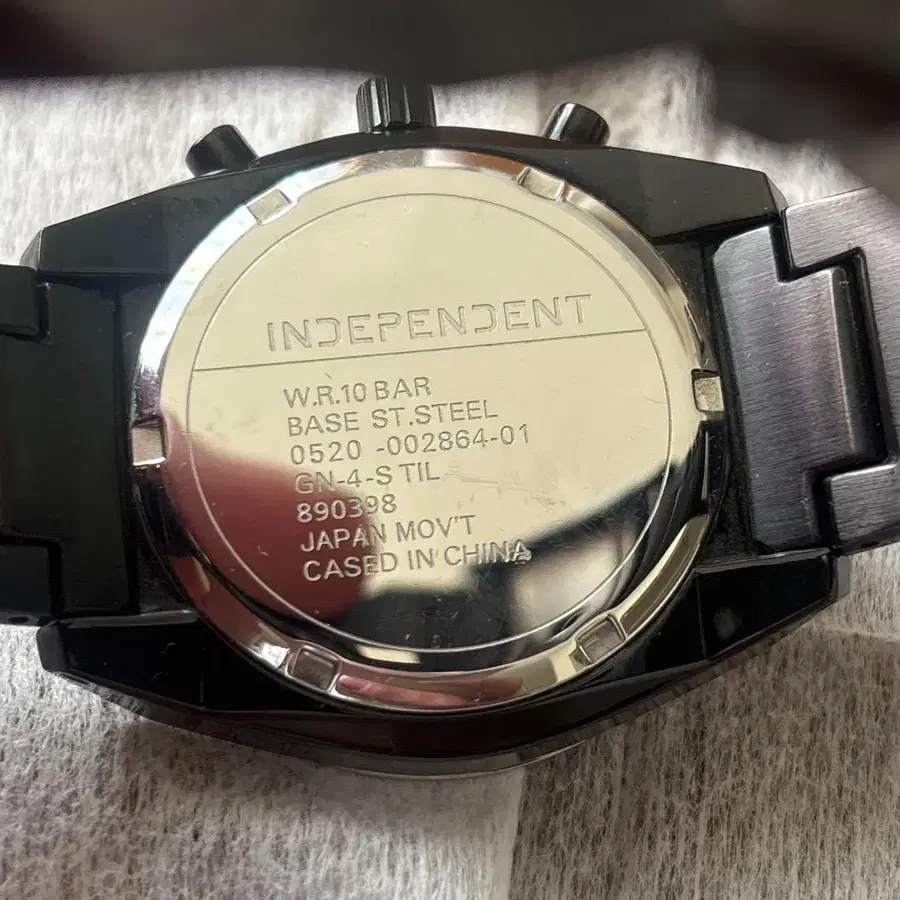 INDEPENDENT
W.R.10 BAR
BASE ST.STEEL
0520 -002864-01
GN-4-S TIL
890398
JAPAN MOV'T
CASED IN CHINA